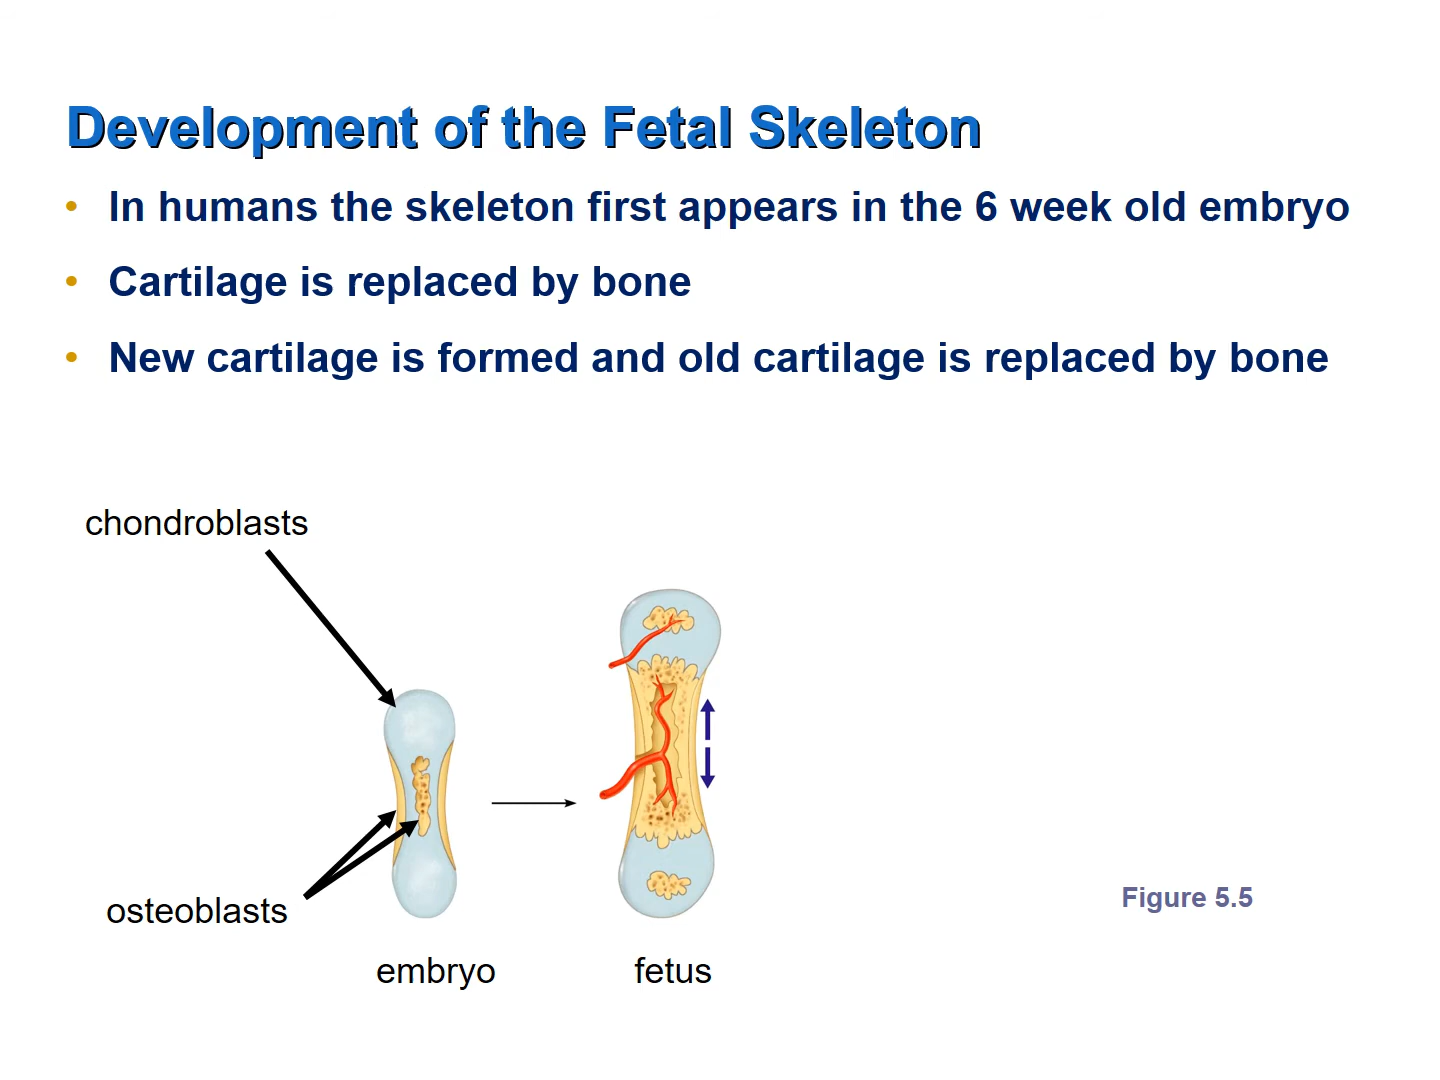 Development of the Fetal Skeleton
• In humans the skeleton first appears in the 6 week old embryo
• Cartilage is replaced by bone
• New cartilage is formed and old cartilage is replaced by bone
chondroblasts
osteoblasts
embryo
fetus
Figure 5.5